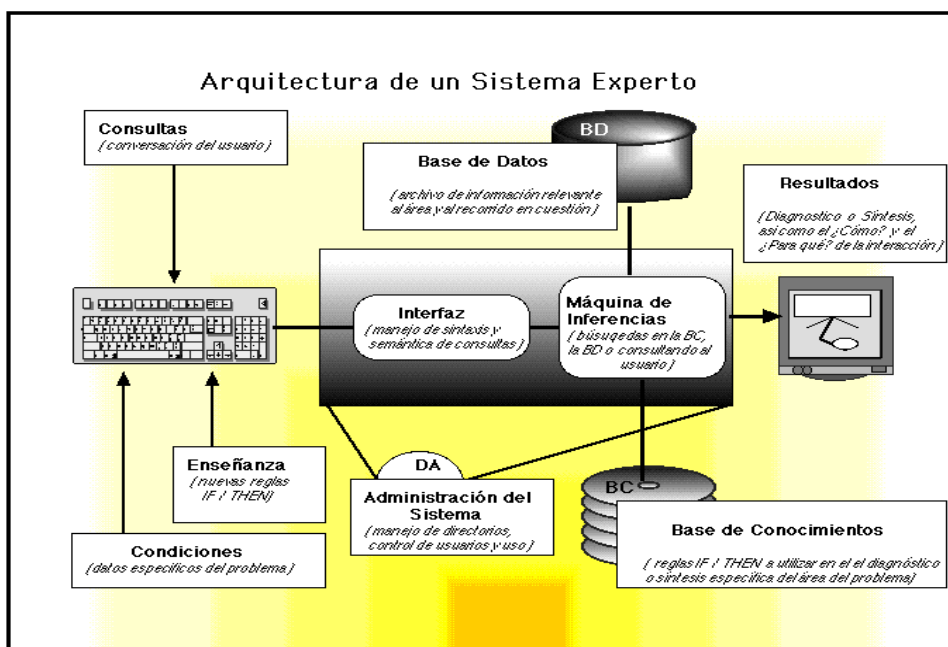 Arquitectura de un Sistema Experto
Consultas
( conversación del usuario )
BD
Base de Datos
(archivo de información relevante
al área y al recorrido en cuestión )
Resultados
(Diagnostico o Síntesis,
así como el ¿Cómo? y el
¿Para qué? de la interacción)
Interfaz
( manejo de sintaxis y
semántica de consultas )
Máquina de
Inferencias
( búsuqedas en la BC,
la BD o consultando al
usuario )
Enseñanza
(nuevas reglas
IF / THEN)
DA
Administración del
Sistema
(manejo de directorios,
control de usuarios y uso)
Condiciones
(datos específicos del problema)
BC
Base de Conocimientos
( reglas IF / THEN a utilizar en el el diagnóstico
o síntesis específica del área del problema)